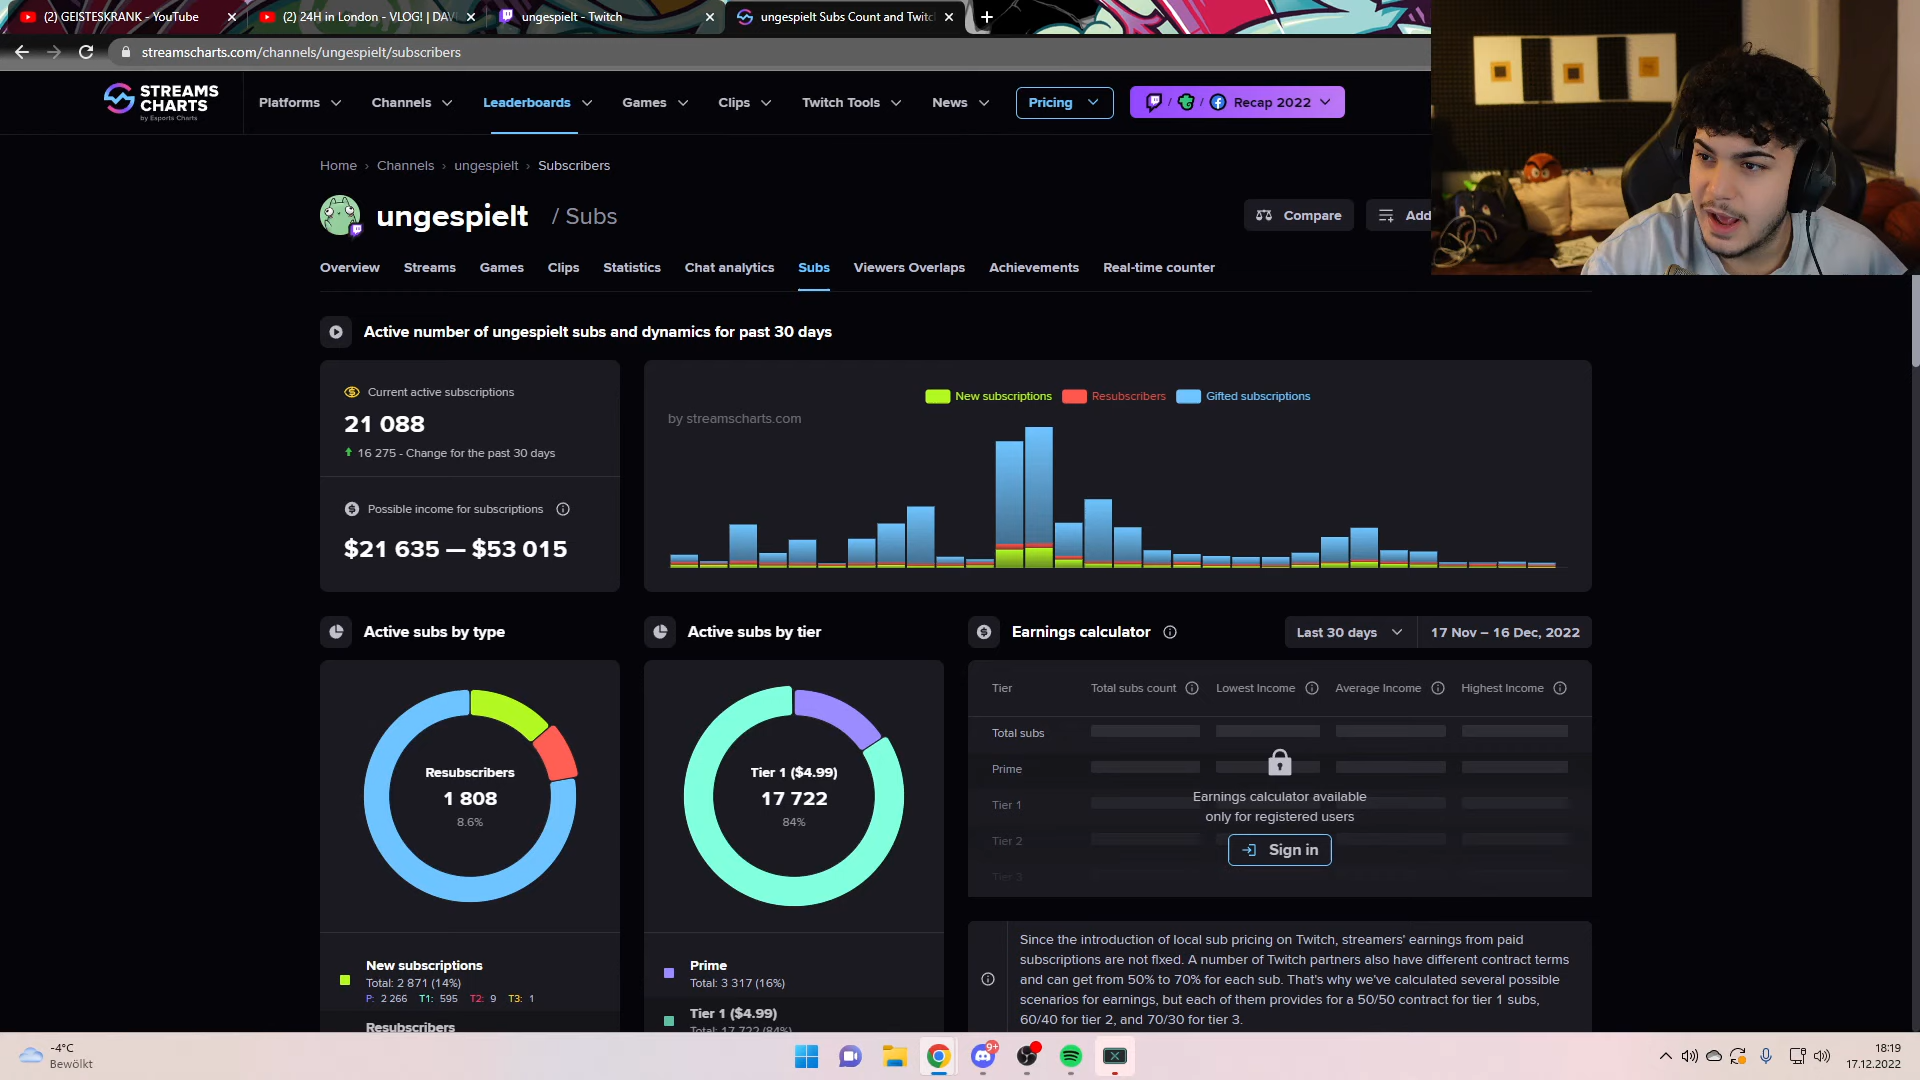 (2) GEISTESKRANK - YouTube
(2) 24H in London - VLOG! | DAV
ungespielt - Twitch
ungespielt Subs Count and Twitc
streamscharts.com/channels/ungespielt/subscribers
STREAMS
CHARTS
by Esports Charts
Platforms
Channels
Leaderboards
Games
Clips
Twitch Tools
News
Pricing
/ / Recap 2022
Home › Channels › ungespielt › Subscribers
ungespielt / Subs
Compare
Add
Overview
Streams
Games
Clips
Statistics
Chat analytics
Subs
Viewers Overlaps
Achievements
Real-time counter
Active number of ungespielt subs and dynamics for past 30 days
Current active subscriptions
21 088
16 275 - Change for the past 30 days
Possible income for subscriptions
$21 635 — $53 015
New subscriptions
Resubscribers
Gifted subscriptions
by streamscharts.com
Active subs by type
Resubscribers
1 808
8.6%
New subscriptions
Total: 2 871 (14%)
P: 2 266 T1: 595 T2: 9 T3: 1
Resubscribers
Active subs by tier
Tier 1 ($4.99)
17 722
84%
Prime
Total: 3 317 (16%)
Tier 1 ($4.99)
Total: 17 722 (84%)
Earnings calculator
Last 30 days
17 Nov – 16 Dec, 2022
Tier
Total subs count
Lowest Income
Average Income
Highest Income
Total subs
Prime
Tier 1
Tier 2
Tier 3
Earnings calculator available
only for registered users
Sign in
Since the introduction of local sub pricing on Twitch, streamers' earnings from paid
subscriptions are not fixed. A number of Twitch partners also have different contract terms
and can get from 50% to 70% for each sub. That's why we've calculated several possible
scenarios for earnings, but each of them provides for a 50/50 contract for tier 1 subs,
60/40 for tier 2, and 70/30 for tier 3.
-4°C
Bewölkt
9+
18:19
17.12.2022